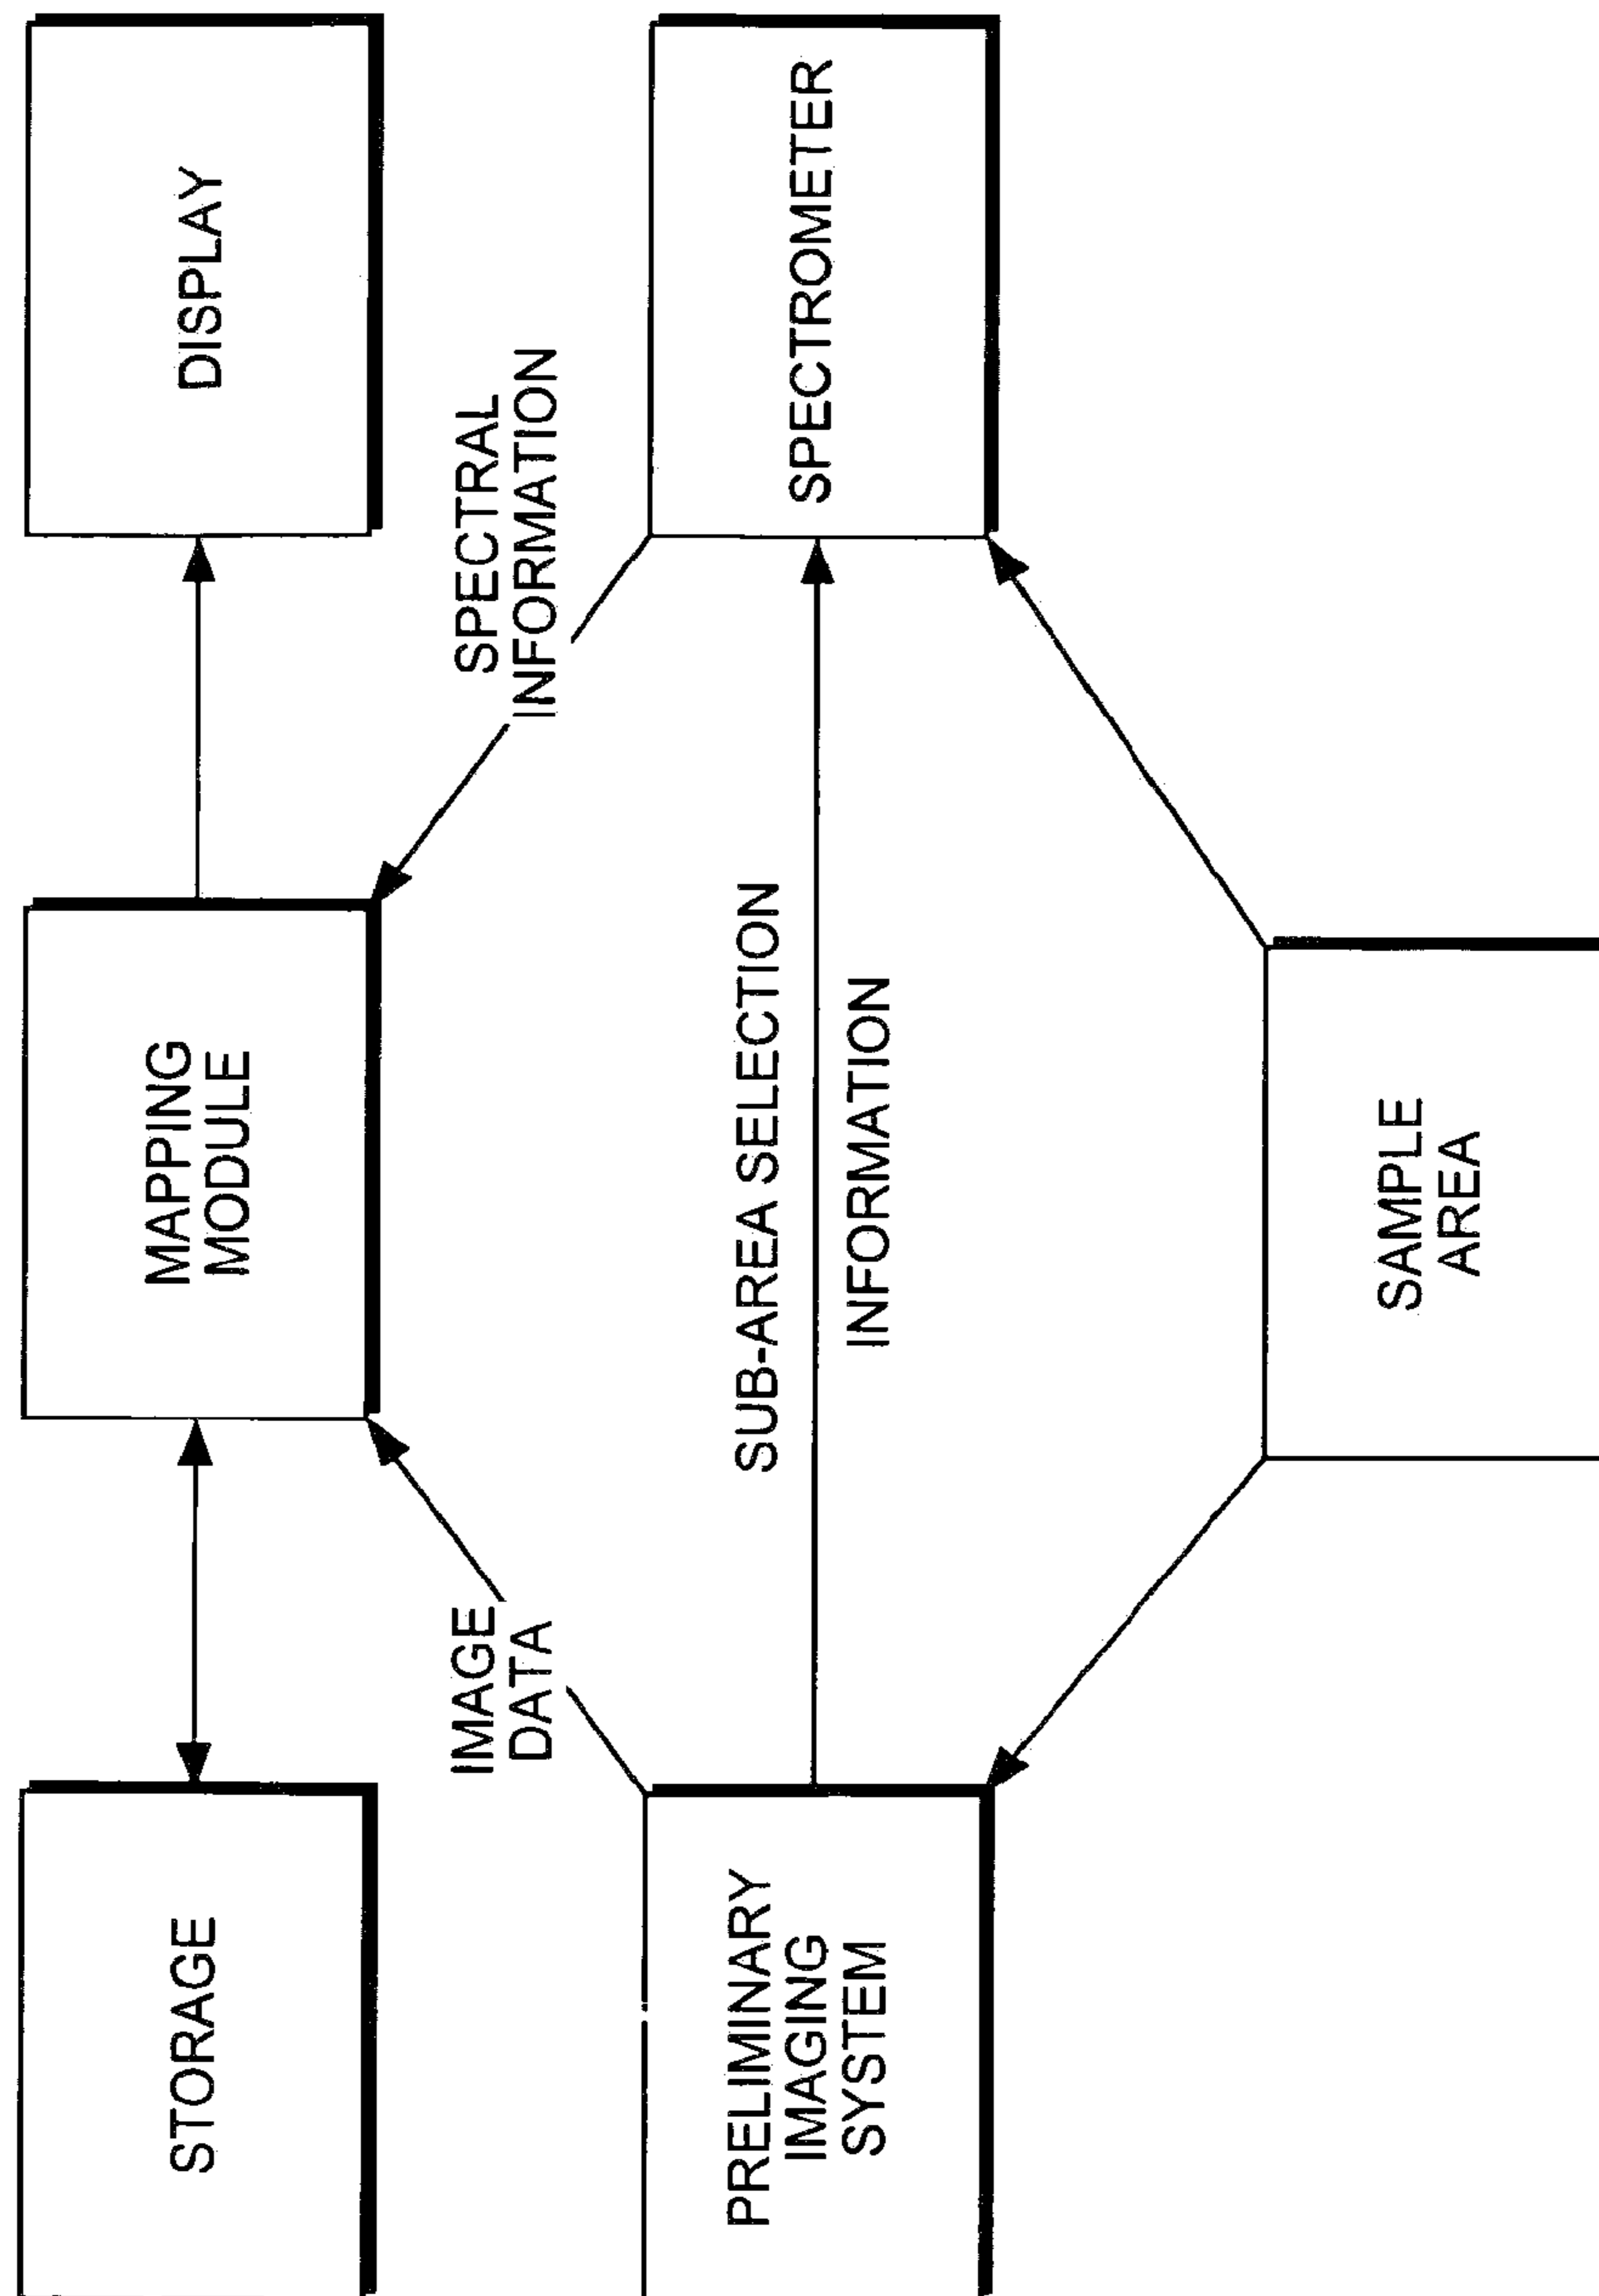 STORAGE
MAPPING
MODULE
DISPLAY
IMAGE
DATA
SPECTRAL
INFORMATION
PRELIMINARY
IMAGING
SYSTEM
SUB-AREA SELECTION
INFORMATION
SPECTROMETER
SAMPLE
AREA